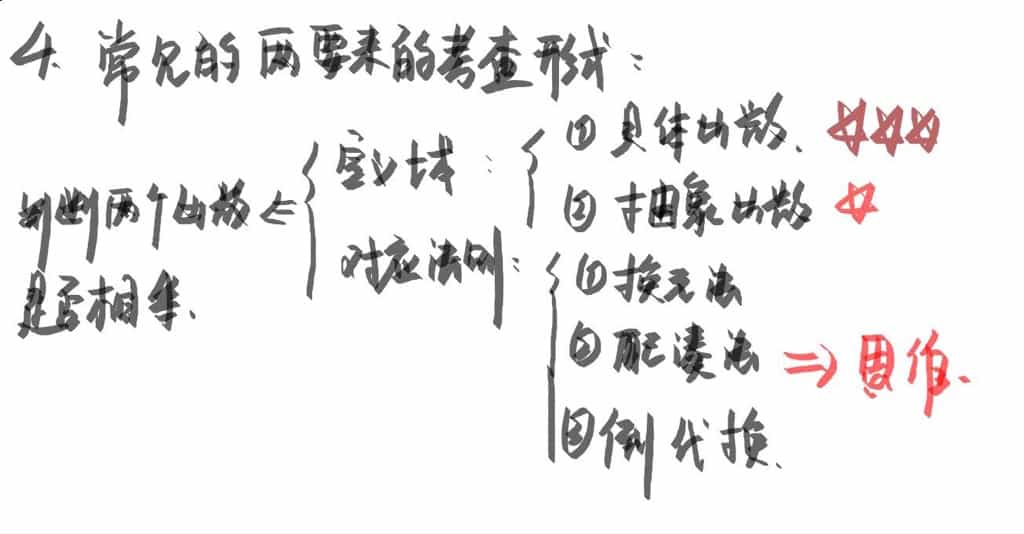 4. 常见的两要素的考查形式：
判断两个函数 ⇐
是否相等.
定义域：
① 具体函数. ☆☆☆
② 抽象函数 ☆
对应法则：
① 换元法
② 配凑法 ⇒ 周作.
③ 倒代换.